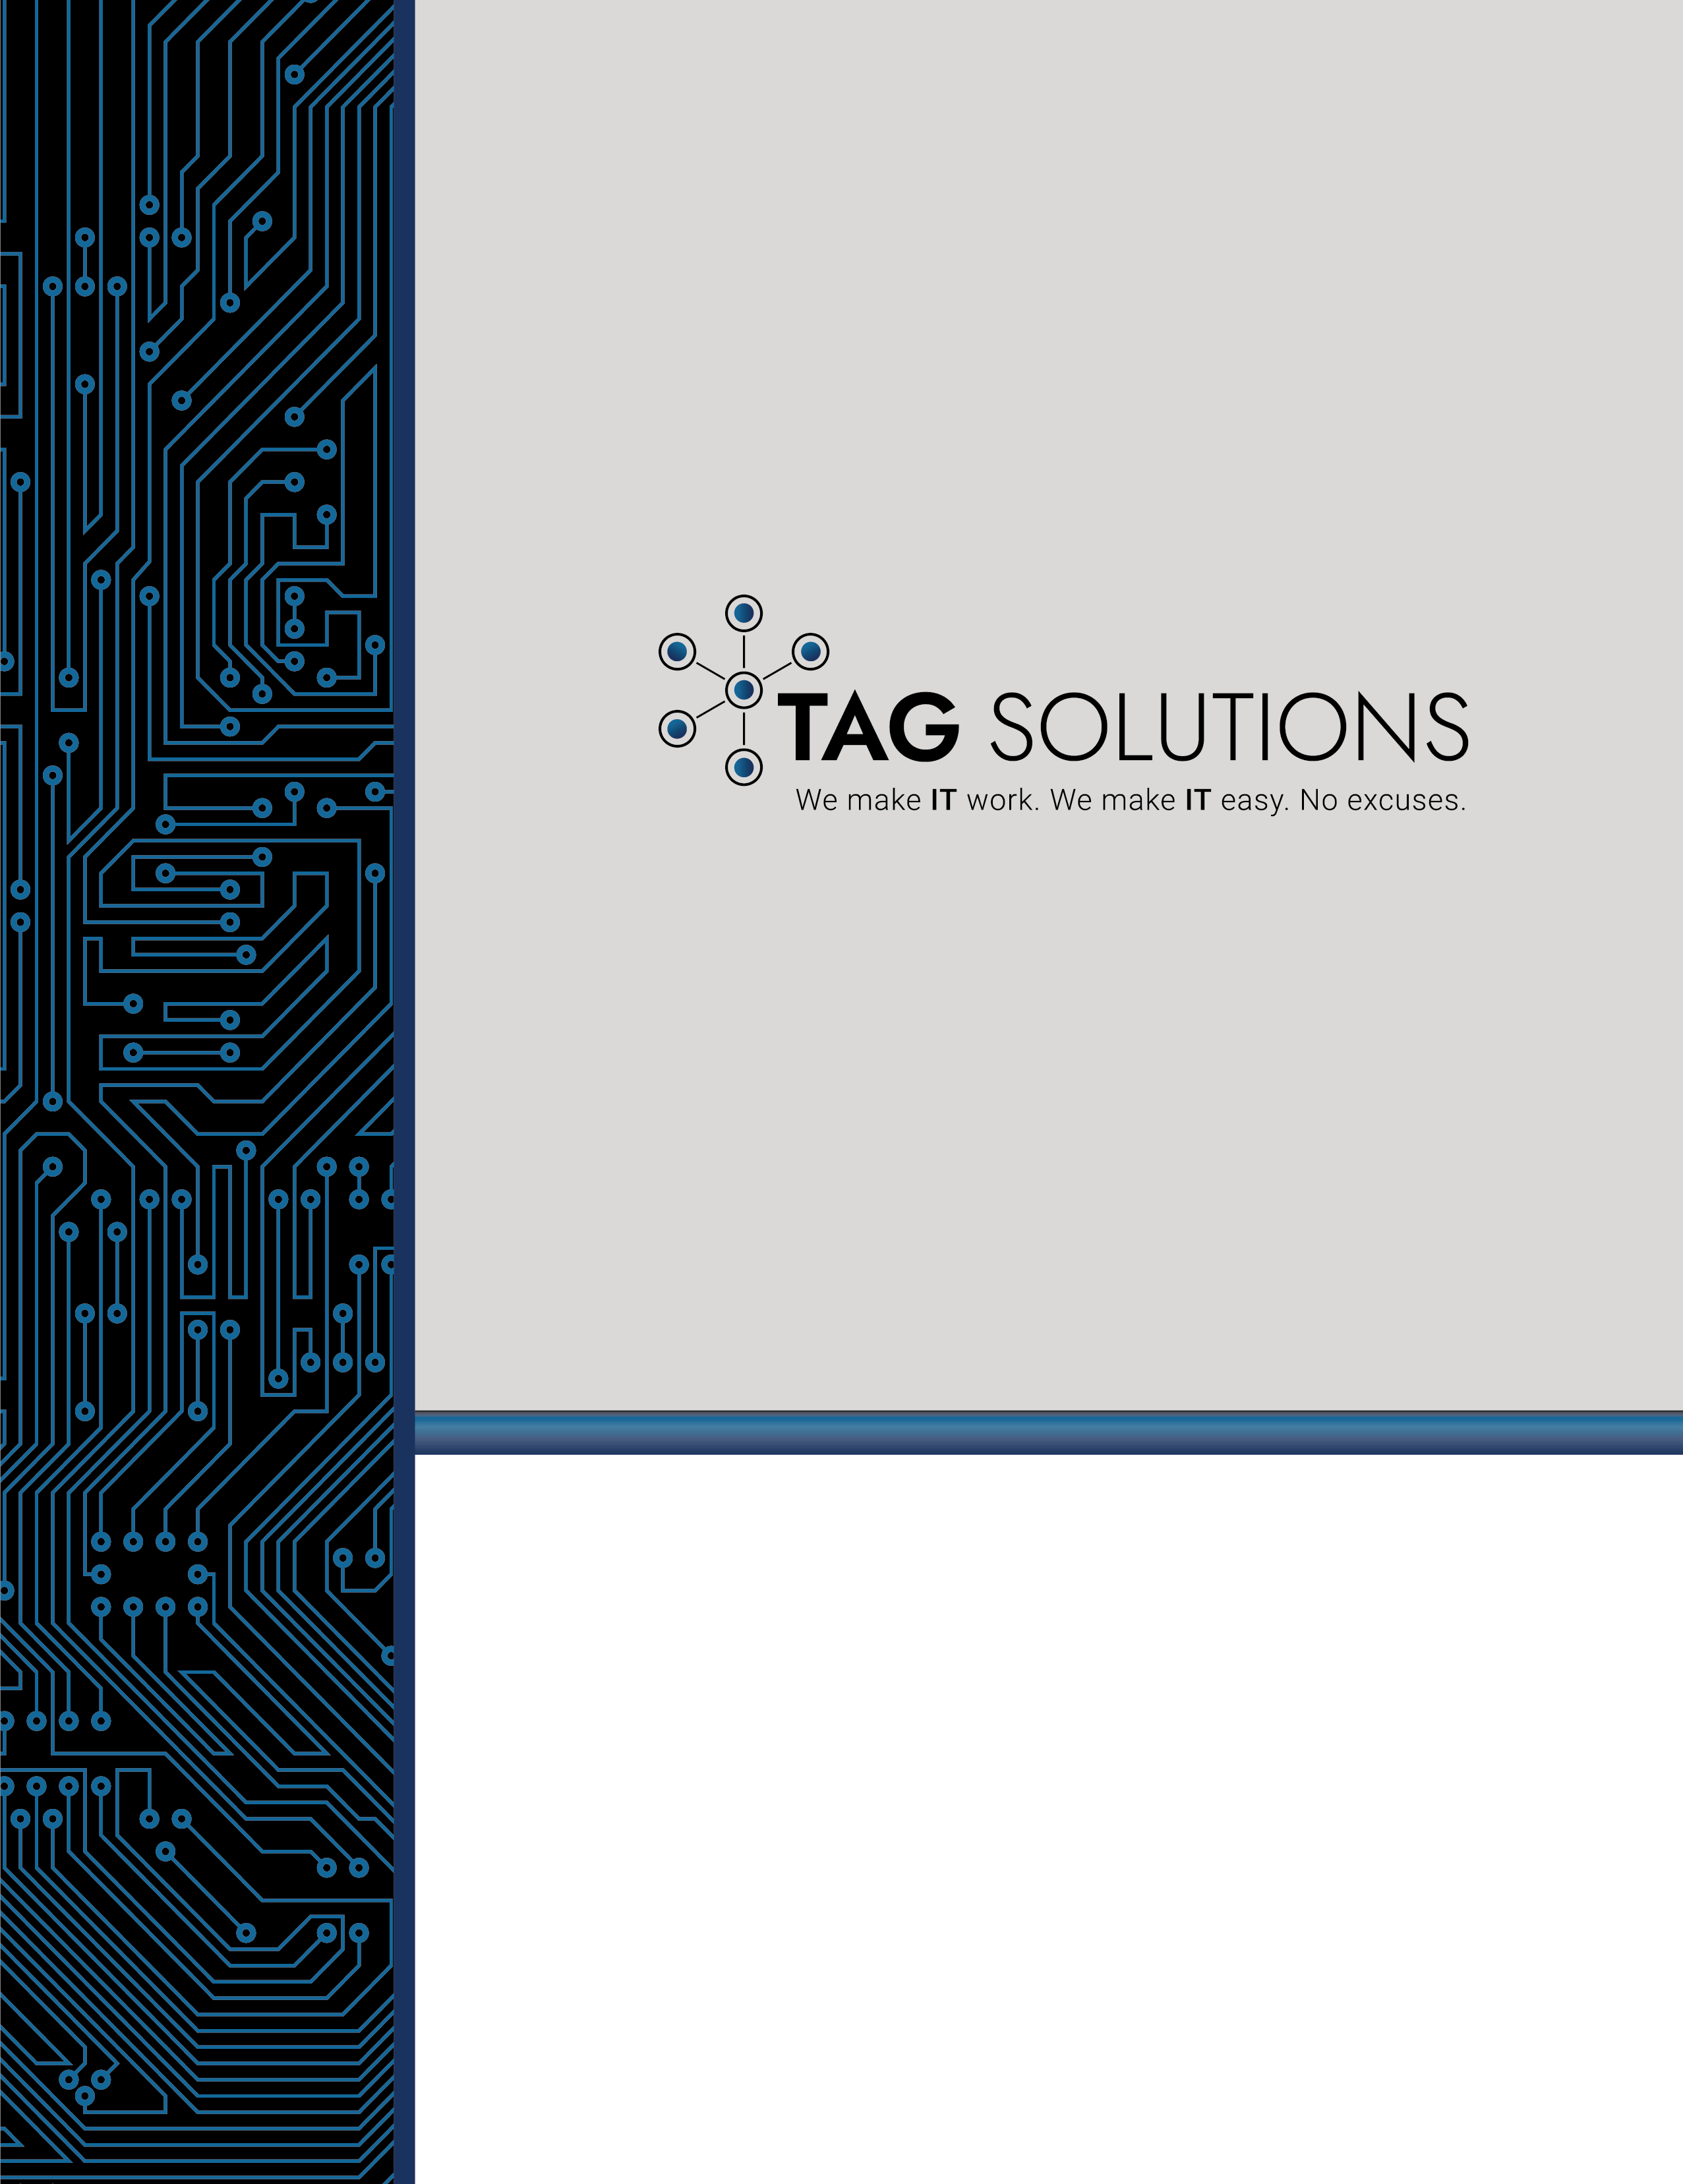 TAG SOLUTIONS
We make IT work. We make IT easy. No excuses.